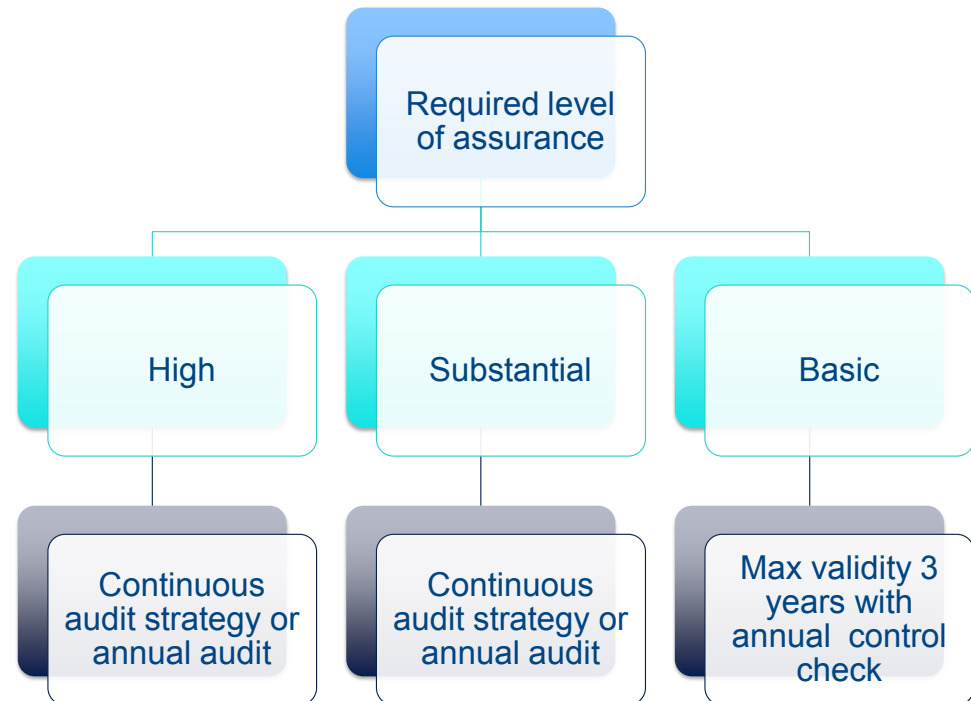 Required level
of assurance
High
Substantial
Basic
Continuous
audit strategy or
annual audit
Continuous
audit strategy or
annual audit
Max validity 3
years with
annual control
check